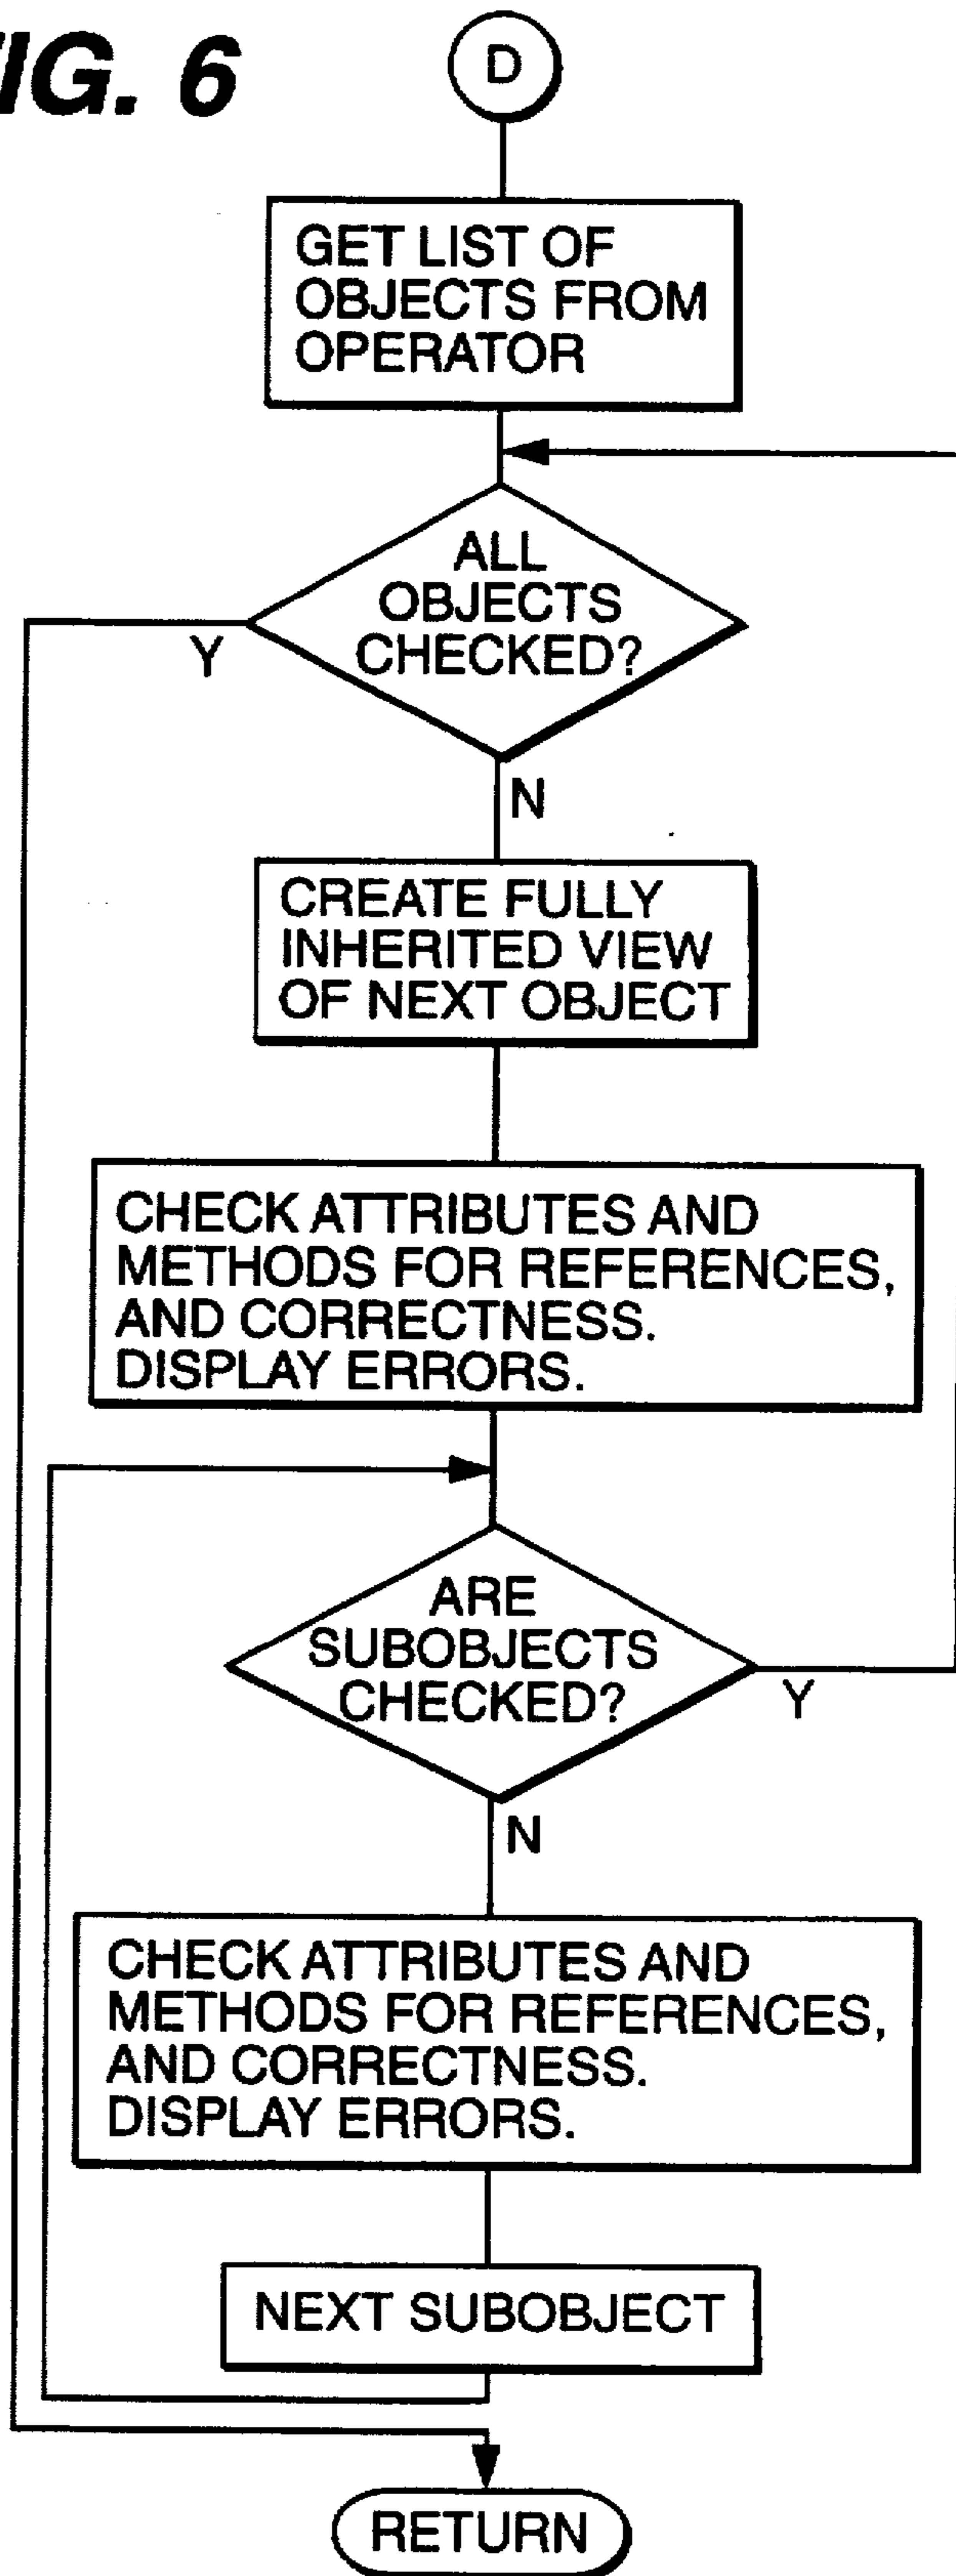 FIG. 6
D
GET LIST OF
OBJECTS FROM
OPERATOR
ALL
OBJECTS
CHECKED?
Y
N
CREATE FULLY
INHERITED VIEW
OF NEXT OBJECT
CHECK ATTRIBUTES AND
METHODS FOR REFERENCES,
AND CORRECTNESS.
DISPLAY ERRORS.
ARE
SUBOBJECTS
CHECKED?
Y
N
CHECK ATTRIBUTES AND
METHODS FOR REFERENCES,
AND CORRECTNESS.
DISPLAY ERRORS.
NEXT SUBOBJECT
RETURN